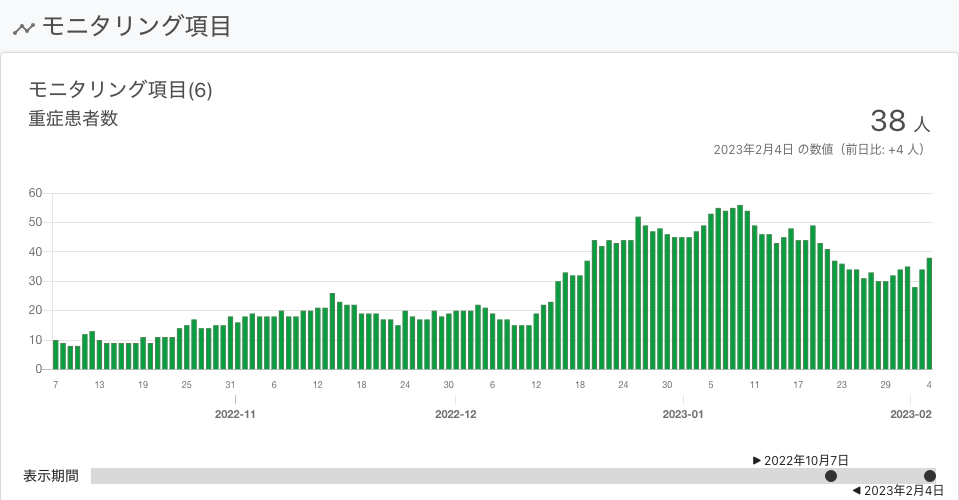 モニタリング項目
モニタリング項目(6)
重症患者数
38 人
2023年2月4日 の数値（前日比: +4 人）
60
50
40
30
20
10
0
7 13 19 25 31 6 12 18 24 30 6 12 18 24 30 5 11 17 23 29 4
2022-11 2022-12 2023-01 2023-02
▶ 2022年10月7日
表示期間
◀ 2023年2月4日